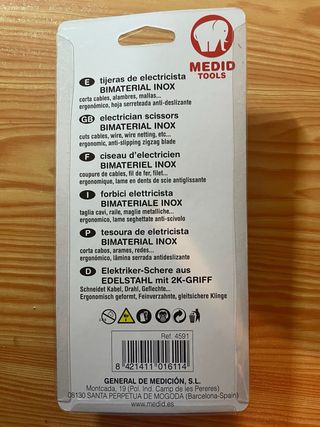 MEDID
TOOLS
E tijeras de electricista
BIMATERIAL INOX
corta cables, alambres, mallas...
ergonómico, hoja serreteada anti-deslizante
GB electrician scissors
BIMATERIAL INOX
cuts cables, wire, wire netting, etc...
ergonomic, anti-slipping zigzag blade
F ciseau d'electricien
BIMATERIEL INOX
coupure de cables, fil de fer, filet...
ergonomique, lame en dents de scie antiglissante
I forbici elettricista
BIMATERIALE INOX
taglia cavi, raile, maglie metalliche...
ergonomico, lame seghettate anti-scivolo
P tesoura de eletricista
BIMATERIAL INOX
corta cabos, arames, redes...
ergonómico, lâmina serrada antideslizante
D Elektriker-Schere aus
EDELSTAHL mit 2K-GRIFF
Schneidet Kabel, Drahl, Geflechte...
Ergonomisch geformt, Feinverzahnte, gleitsichere Klinge
Ref. 4591
8 421411 016114
GENERAL DE MEDICIÓN, S.L.
Montcada, 19 (Pol. Ind. Camp de les Pereres)
08130 SANTA PERPETUA DE MOGODA (Barcelona-Spain)
www.medid.es